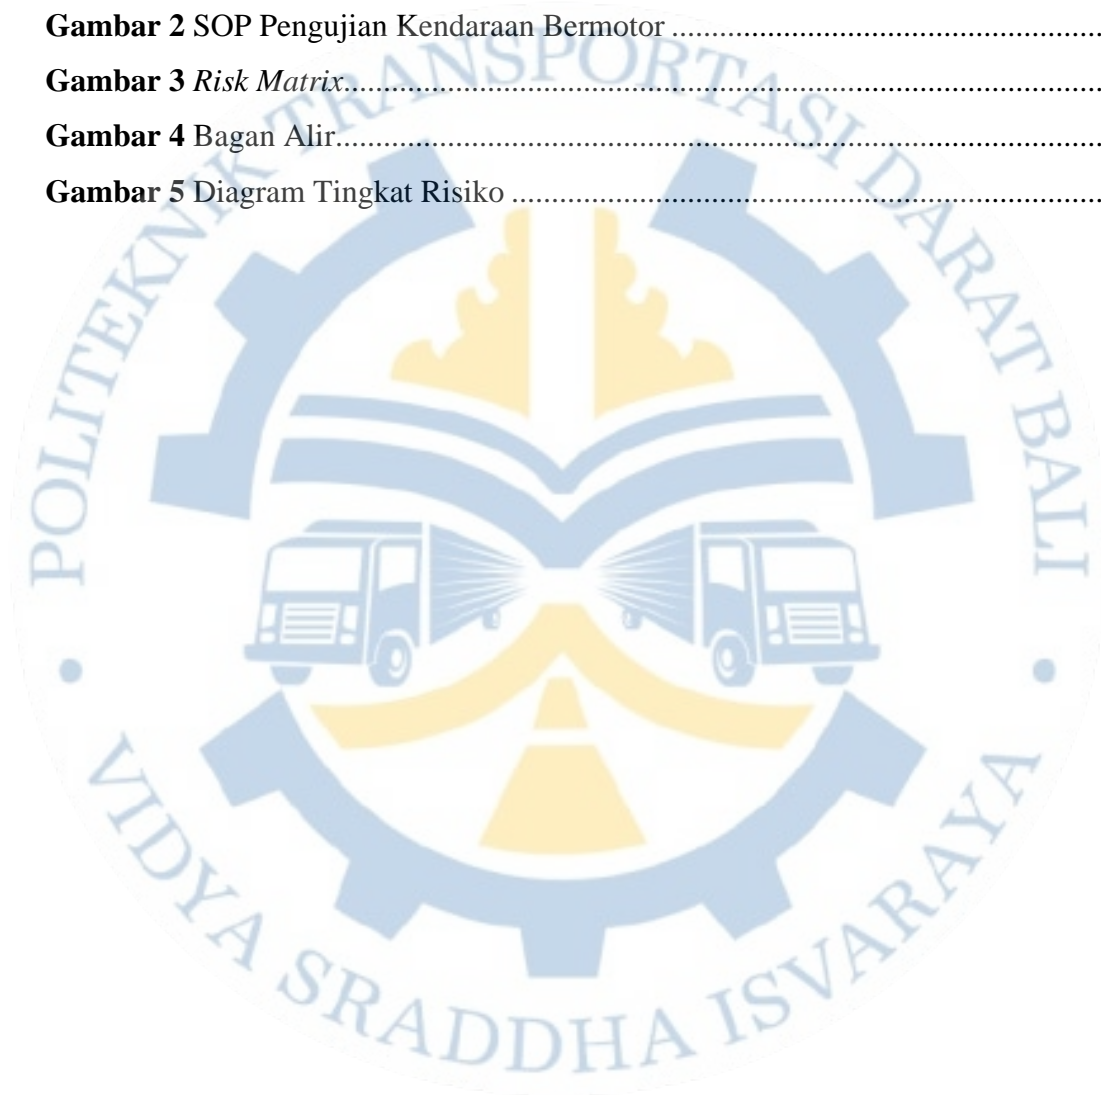 Gambar 2 SOP Pengujian Kendaraan Bermotor ..........................................................
Gambar 3 Risk Matrix..........................................................................................................
Gambar 4 Bagan Alir...........................................................................................................
Gambar 5 Diagram Tingkat Risiko ..................................................................................
POLITEKNIK TRANSPORTASI DARAT BALI
• VIDYA SRADDHA ISVARAYA •